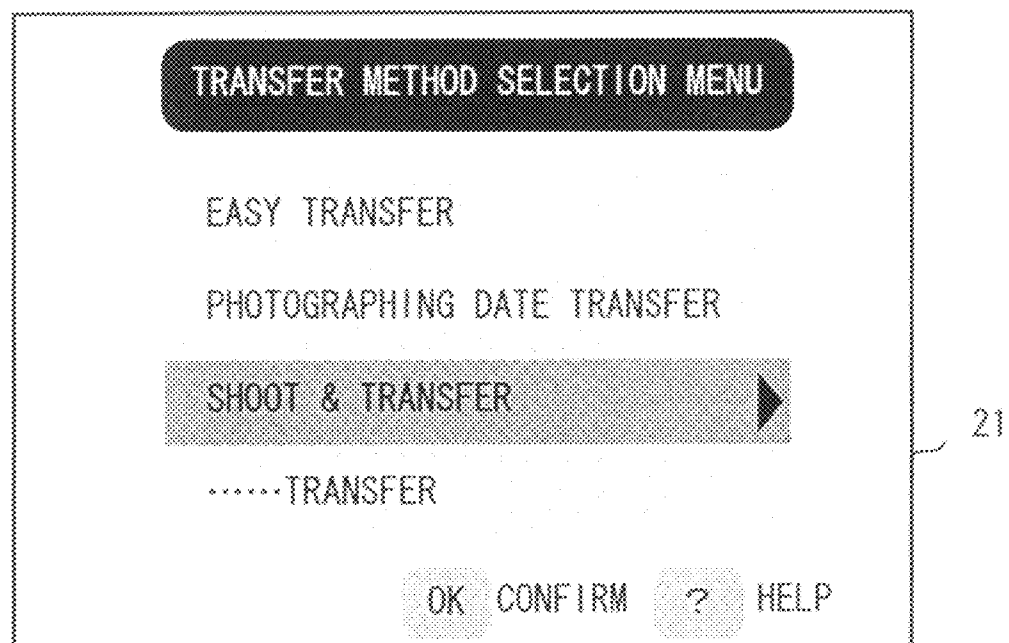 TRANSFER METHOD SELECTION MENU
EASY TRANSFER
PHOTOGRAPHING DATE TRANSFER
SHOOT & TRANSFER
······TRANSFER
21
OK CONFIRM ? HELP